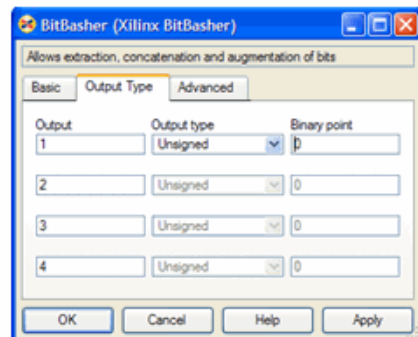 BitBasher (Xilinx BitBasher)
Allows extraction, concatenation and augmentation of bits
Basic Output Type Advanced
Output Output type Binary point
1 Unsigned 0
2 Unsigned 0
3 Unsigned 0
4 Unsigned 0
OK Cancel Help Apply